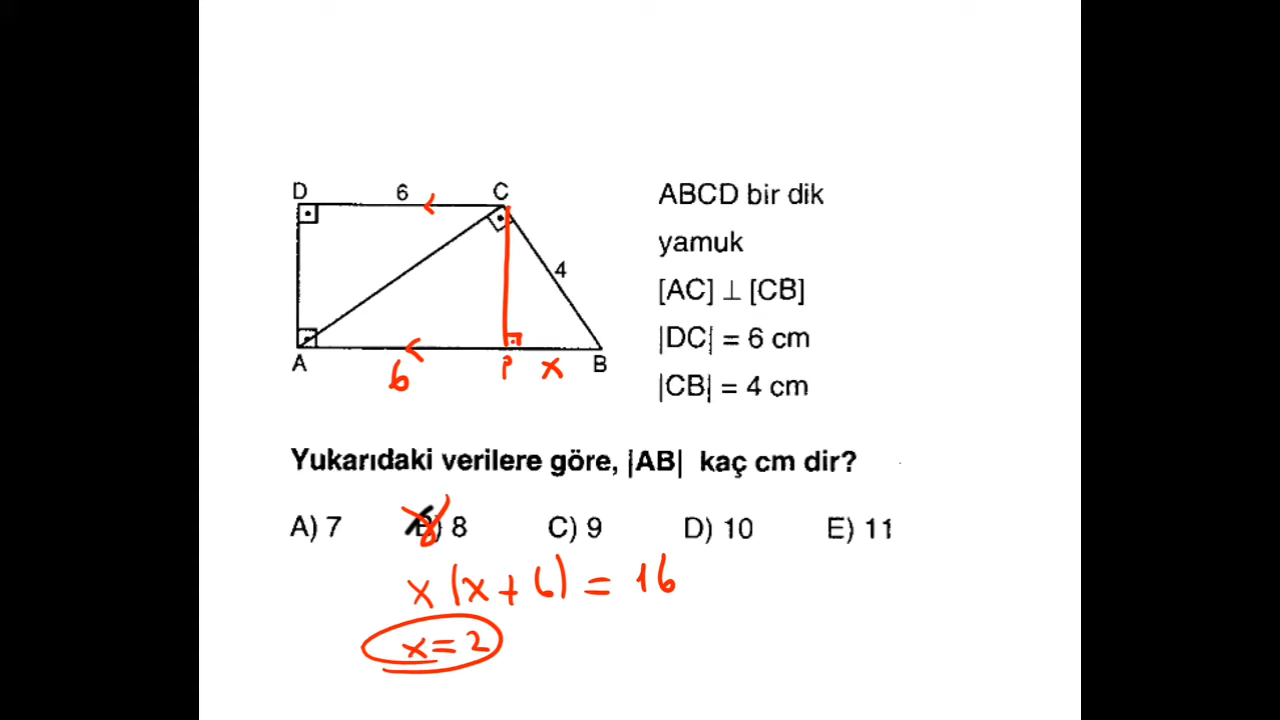 D 6 C
ABCD bir dik
yamuk
4
[AC] ⊥ [CB]
|DC| = 6 cm
A B
6 P x
|CB| = 4 cm
Yukarıdaki verilere göre, |AB| kaç cm dir?
A) 7 B) 8 C) 9 D) 10 E) 11
x (x + 6) = 16
x = 2